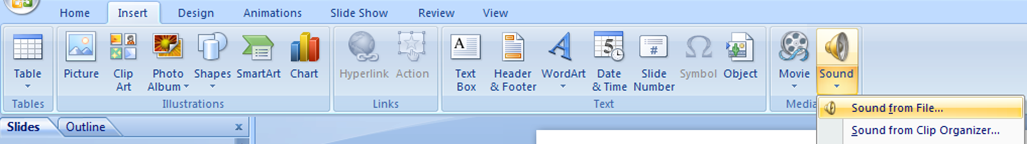 Home Insert Design Animations Slide Show Review View
Table Picture Clip Art Photo Album Shapes SmartArt Chart Hyperlink Action Text Box Header & Footer WordArt Date & Time Slide Number Symbol Object Movie Sound
Tables Illustrations Links Text Media
Slides Outline x
Sound from File...
Sound from Clip Organizer...